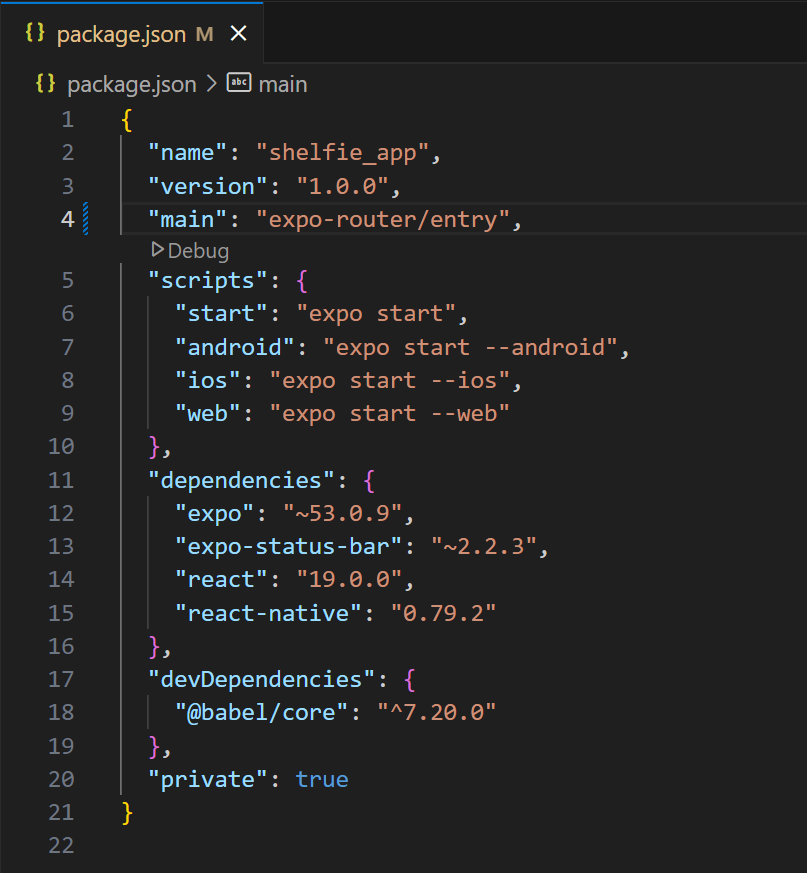 {} package.json M ×
{} package.json > abc main
1 {
2 "name": "shelfie_app",
3 "version": "1.0.0",
4 "main": "expo-router/entry",
Debug
5 "scripts": {
6 "start": "expo start",
7 "android": "expo start --android",
8 "ios": "expo start --ios",
9 "web": "expo start --web"
10 },
11 "dependencies": {
12 "expo": "~53.0.9",
13 "expo-status-bar": "~2.2.3",
14 "react": "19.0.0",
15 "react-native": "0.79.2"
16 },
17 "devDependencies": {
18 "@babel/core": "^7.20.0"
19 },
20 "private": true
21 }
22